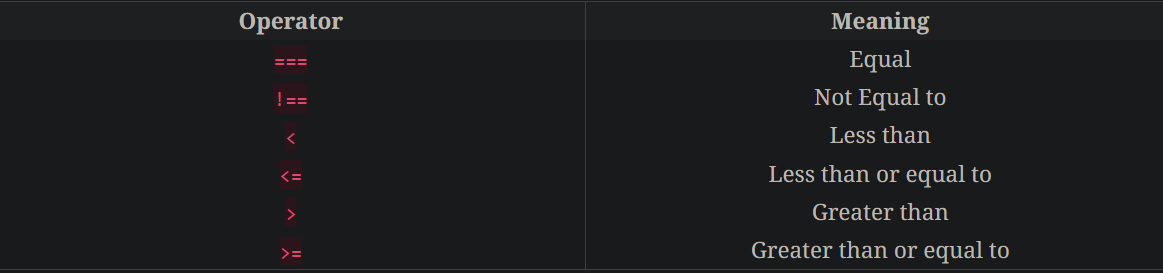 Operator Meaning
=== Equal
!== Not Equal to
< Less than
<= Less than or equal to
> Greater than
>= Greater than or equal to